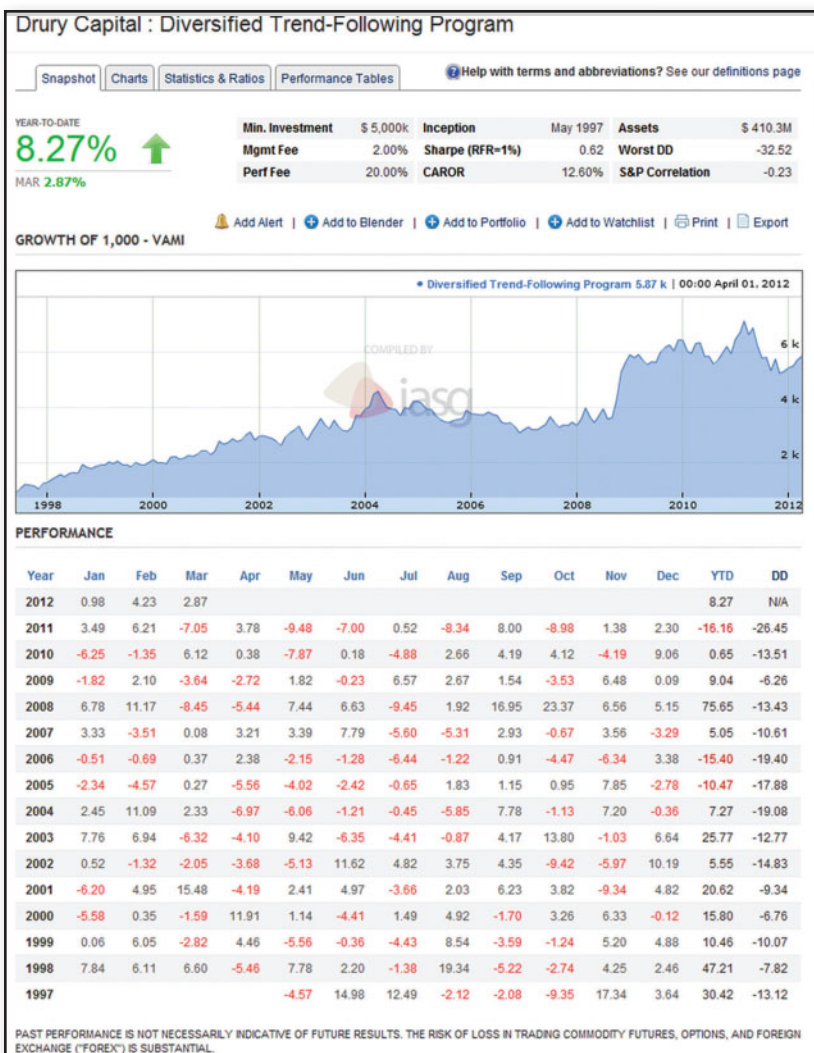 Drury Capital : Diversified Trend-Following Program
Snapshot Charts Statistics & Ratios Performance Tables ?Help with terms and abbreviations? See our definitions page
YEAR-TO-DATE
8.27%
MAR 2.87%
Min. Investment $ 5,000k Inception May 1997 Assets $ 410.3M
Mgmt Fee 2.00% Sharpe (RFR=1%) 0.62 Worst DD -32.52
Perf Fee 20.00% CAROR 12.60% S&P Correlation -0.23
Add Alert | Add to Blender | Add to Portfolio | Add to Watchlist | Print | Export
GROWTH OF 1,000 - VAMI
• Diversified Trend-Following Program 5.87 k | 00:00 April 01, 2012
COMPILED BY
iasg
6 k
4 k
2 k
1998 2000 2002 2004 2006 2008 2010 2012
PERFORMANCE
Year Jan Feb Mar Apr May Jun Jul Aug Sep Oct Nov Dec YTD DD
2012 0.98 4.23 2.87 8.27 N/A
2011 3.49 6.21 -7.05 3.78 -9.48 -7.00 0.52 -8.34 8.00 -8.98 1.38 2.30 -16.16 -26.45
2010 -6.25 -1.35 6.12 0.38 -7.87 0.18 -4.88 2.66 4.19 4.12 -4.19 9.06 0.65 -13.51
2009 -1.82 2.10 -3.64 -2.72 1.82 -0.23 6.57 2.67 1.54 -3.53 6.48 0.09 9.04 -6.26
2008 6.78 11.17 -8.45 -5.44 7.44 6.63 -9.45 1.92 16.95 23.37 6.56 5.15 75.65 -13.43
2007 3.33 -3.51 0.08 3.21 3.39 7.79 -5.60 -5.31 2.93 -0.67 3.56 -3.29 5.05 -10.61
2006 -0.51 -0.69 0.37 2.38 -2.15 -1.28 -6.44 -1.22 0.91 -4.47 -6.34 3.38 -15.40 -19.40
2005 -2.34 -4.57 0.27 -5.56 -4.02 -2.42 -0.65 1.83 1.15 0.95 7.85 -2.78 -10.47 -17.88
2004 2.45 11.09 2.33 -6.97 -6.06 -1.21 -0.45 -5.85 7.78 -1.13 7.20 -0.36 7.27 -19.08
2003 7.76 6.94 -6.32 -4.10 9.42 -6.35 -4.41 -0.87 4.17 13.80 -1.03 6.64 25.77 -12.77
2002 0.52 -1.32 -2.05 -3.68 -5.13 11.62 4.82 3.75 4.35 -9.42 -5.97 10.19 5.55 -14.83
2001 -6.20 4.95 15.48 -4.19 2.41 4.97 -3.66 2.03 6.23 3.82 -9.34 4.82 20.62 -9.34
2000 -5.58 0.35 -1.59 11.91 1.14 -4.41 1.49 4.92 -1.70 3.26 6.33 -0.12 15.80 -6.76
1999 0.06 6.05 -2.82 4.46 -5.56 -0.36 -4.43 8.54 -3.59 -1.24 5.20 4.88 10.46 -10.07
1998 7.84 6.11 6.60 -5.46 7.78 2.20 -1.38 19.34 -5.22 -2.74 4.25 2.46 47.21 -7.82
1997 -4.57 14.98 12.49 -2.12 -2.08 -9.35 17.34 3.64 30.42 -13.12
PAST PERFORMANCE IS NOT NECESSARILY INDICATIVE OF FUTURE RESULTS. THE RISK OF LOSS IN TRADING COMMODITY FUTURES, OPTIONS, AND FOREIGN
EXCHANGE ("FOREX") IS SUBSTANTIAL.